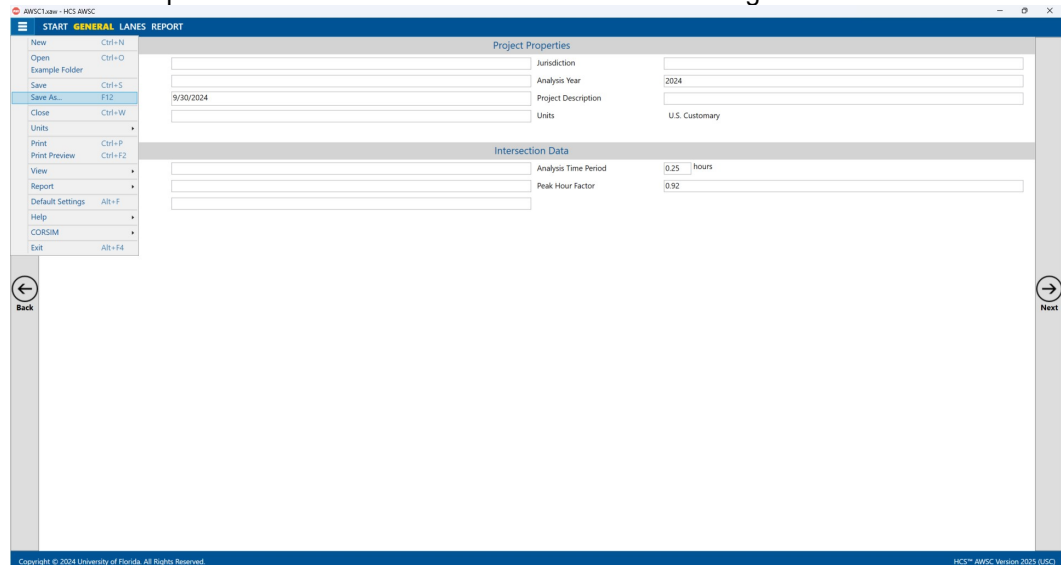 AWSC1.xaw - HCS AWSC
START GENERAL LANES REPORT
New Ctrl+N
Open Ctrl+O
Example Folder
Save Ctrl+S
Save As... F12
Close Ctrl+W
Units
Print Ctrl+P
Print Preview Ctrl+F2
View
Report
Default Settings Alt+F
Help
CORSIM
Exit Alt+F4
Project Properties
Jurisdiction
Analysis Year 2024
9/30/2024 Project Description
Units U.S. Customary
Intersection Data
Analysis Time Period 0.25 hours
Peak Hour Factor 0.92
Back
Next
Copyright © 2024 University of Florida. All Rights Reserved.
HCS™ AWSC Version 2025 (USC)